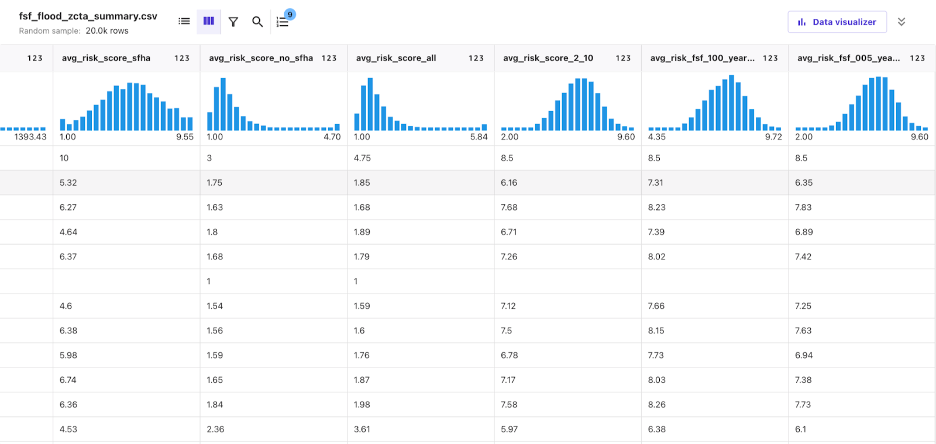 fsf_flood_zcta_summary.csv
Random sample: 20.0k rows
9
Data visualizer
123 avg_risk_score_sfha 123 avg_risk_score_no_sfha 123 avg_risk_score_all 123 avg_risk_score_2_10 123 avg_risk_fsf_100_year... 123 avg_risk_fsf_005_yea... 123
1393.43 1.00 9.55 1.00 4.70 1.00 5.84 2.00 9.60 4.35 9.72 2.00 9.60
10 3 4.75 8.5 8.5 8.5
5.32 1.75 1.85 6.16 7.31 6.35
6.27 1.63 1.68 7.68 8.23 7.83
4.64 1.8 1.89 6.71 7.39 6.89
6.37 1.68 1.79 7.26 8.02 7.42
1 1
4.6 1.54 1.59 7.12 7.66 7.25
6.38 1.56 1.6 7.5 8.15 7.63
5.98 1.59 1.76 6.78 7.73 6.94
6.74 1.65 1.87 7.17 8.03 7.38
6.36 1.84 1.98 7.58 8.26 7.73
4.53 2.36 3.61 5.97 6.38 6.1